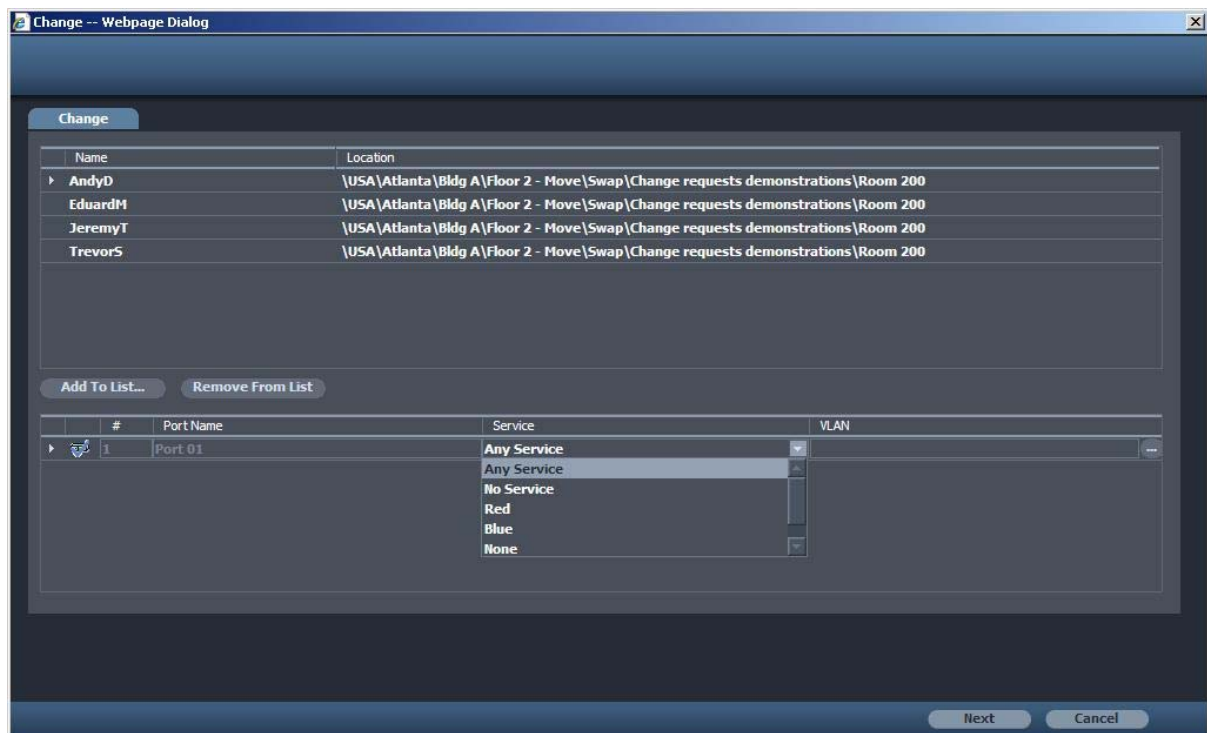 Change -- Webpage Dialog
Change
Name Location
AndyD \USA\Atlanta\Bldg A\Floor 2 - Move\Swap\Change requests demonstrations\Room 200
EduardM \USA\Atlanta\Bldg A\Floor 2 - Move\Swap\Change requests demonstrations\Room 200
JeremyT \USA\Atlanta\Bldg A\Floor 2 - Move\Swap\Change requests demonstrations\Room 200
TrevorS \USA\Atlanta\Bldg A\Floor 2 - Move\Swap\Change requests demonstrations\Room 200
Add To List... Remove From List
# Port Name Service VLAN
1 Port 01 Any Service ...
Any Service
No Service
Red
Blue
None
Next Cancel